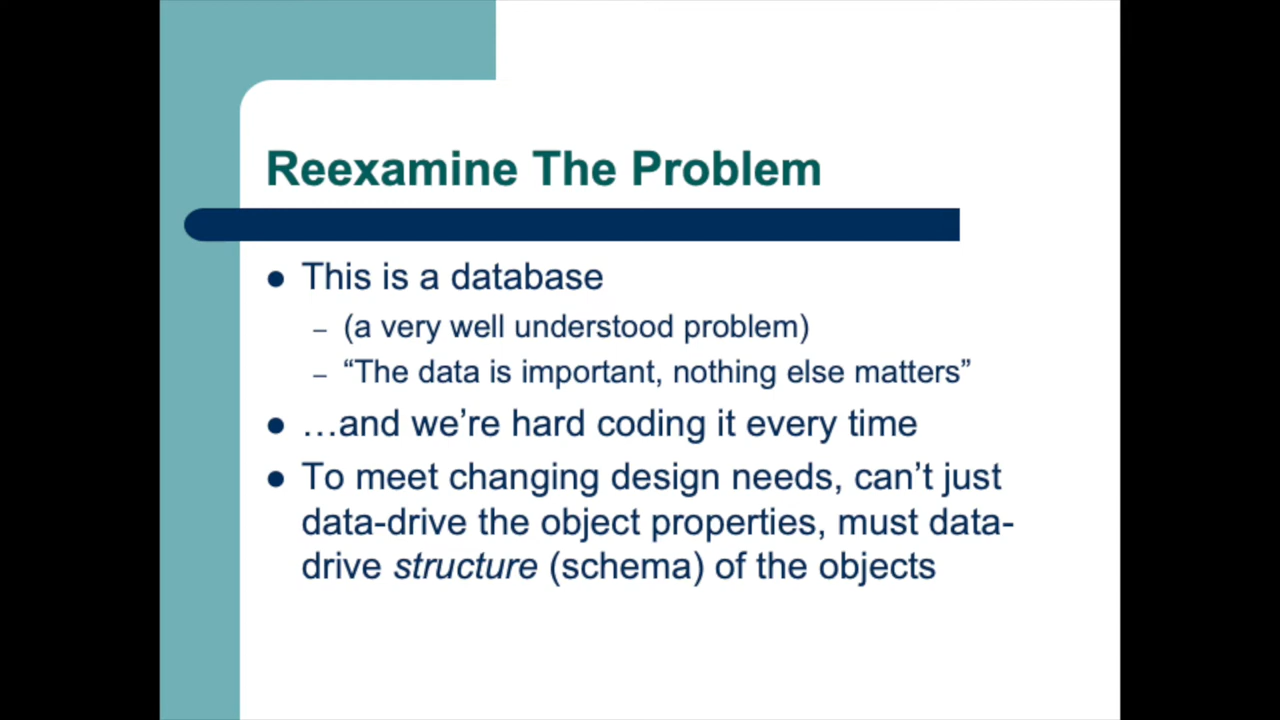 Reexamine The Problem
● This is a database
– (a very well understood problem)
– “The data is important, nothing else matters”
● …and we’re hard coding it every time
● To meet changing design needs, can’t just
data-drive the object properties, must data-
drive structure (schema) of the objects